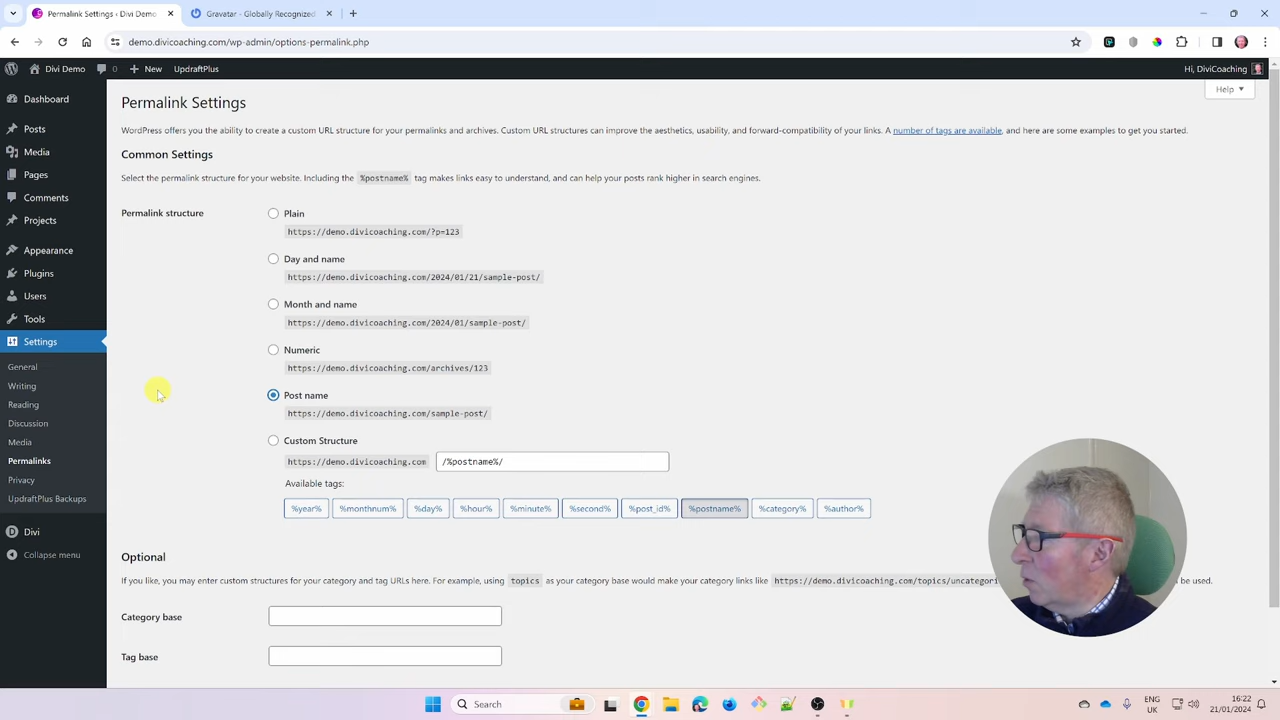 Permalink Settings ‹ Divi Demo
Gravatar - Globally Recognized
demo.divicoaching.com/wp-admin/options-permalink.php
Divi Demo
0
New
UpdraftPlus
Hi, DiviCoaching
Dashboard
Posts
Media
Pages
Comments
Projects
Appearance
Plugins
Users
Tools
Settings
General
Writing
Reading
Discussion
Media
Permalinks
Privacy
UpdraftPlus Backups
Divi
Collapse menu
Help
Permalink Settings
WordPress offers you the ability to create a custom URL structure for your permalinks and archives. Custom URL structures can improve the aesthetics, usability, and forward-compatibility of your links. A number of tags are available, and here are some examples to get you started.
Common Settings
Select the permalink structure for your website. Including the %postname% tag makes links easy to understand, and can help your posts rank higher in search engines.
Permalink structure
Plain
https://demo.divicoaching.com/?p=123
Day and name
https://demo.divicoaching.com/2024/01/21/sample-post/
Month and name
https://demo.divicoaching.com/2024/01/sample-post/
Numeric
https://demo.divicoaching.com/archives/123
Post name
https://demo.divicoaching.com/sample-post/
Custom Structure
https://demo.divicoaching.com /%postname%/
Available tags:
%year% %monthnum% %day% %hour% %minute% %second% %post_id% %postname% %category% %author%
Optional
If you like, you may enter custom structures for your category and tag URLs here. For example, using topics as your category base would make your category links like https://demo.divicoaching.com/topics/uncategori be used.
Category base
Tag base
Search
ENG
UK
16:22
21/01/2024